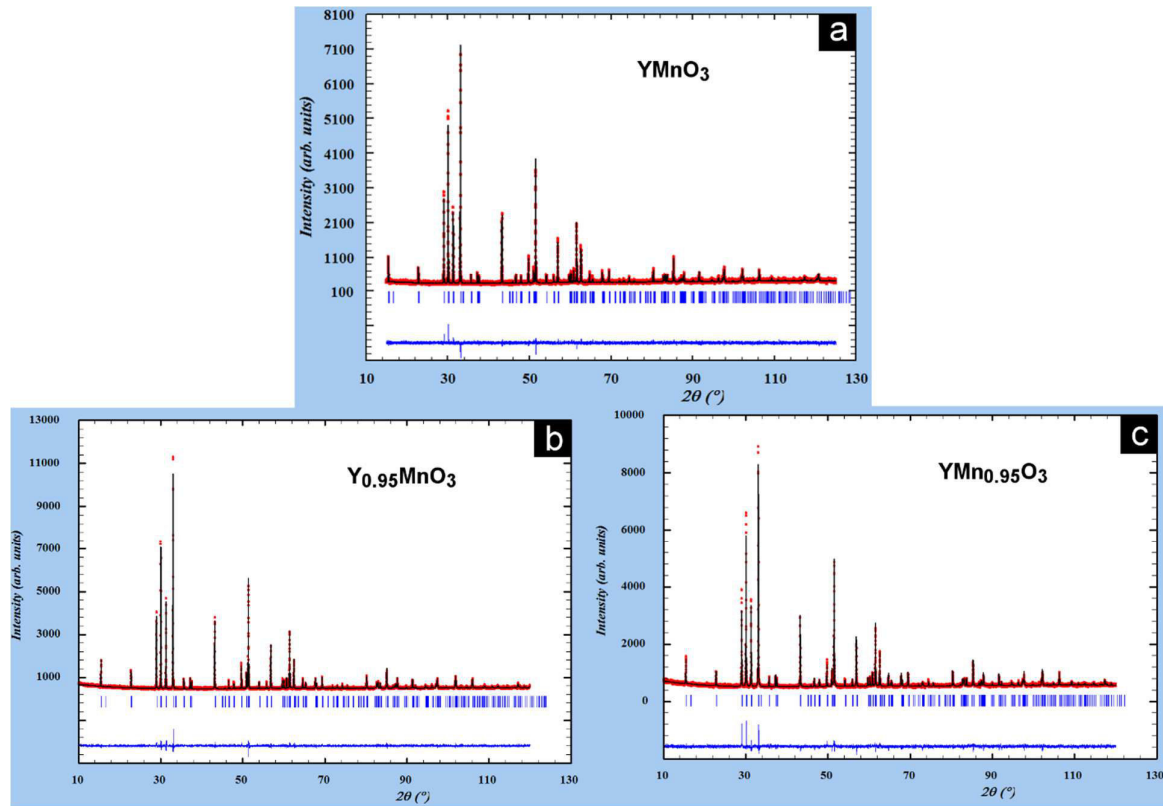 a
YMnO3
Intensity (arb. units)
8100
7100
6100
5100
4100
3100
2100
1100
100
10 30 50 70 90 110 130
2θ (°)
b
Y0.95MnO3
Intensity (arb. units)
13000
11000
9000
7000
5000
3000
1000
10 30 50 70 90 110 130
2θ (°)
c
YMn0.95O3
Intensity (arb. units)
10000
8000
6000
4000
2000
0
10 30 50 70 90 110 130
2θ (°)